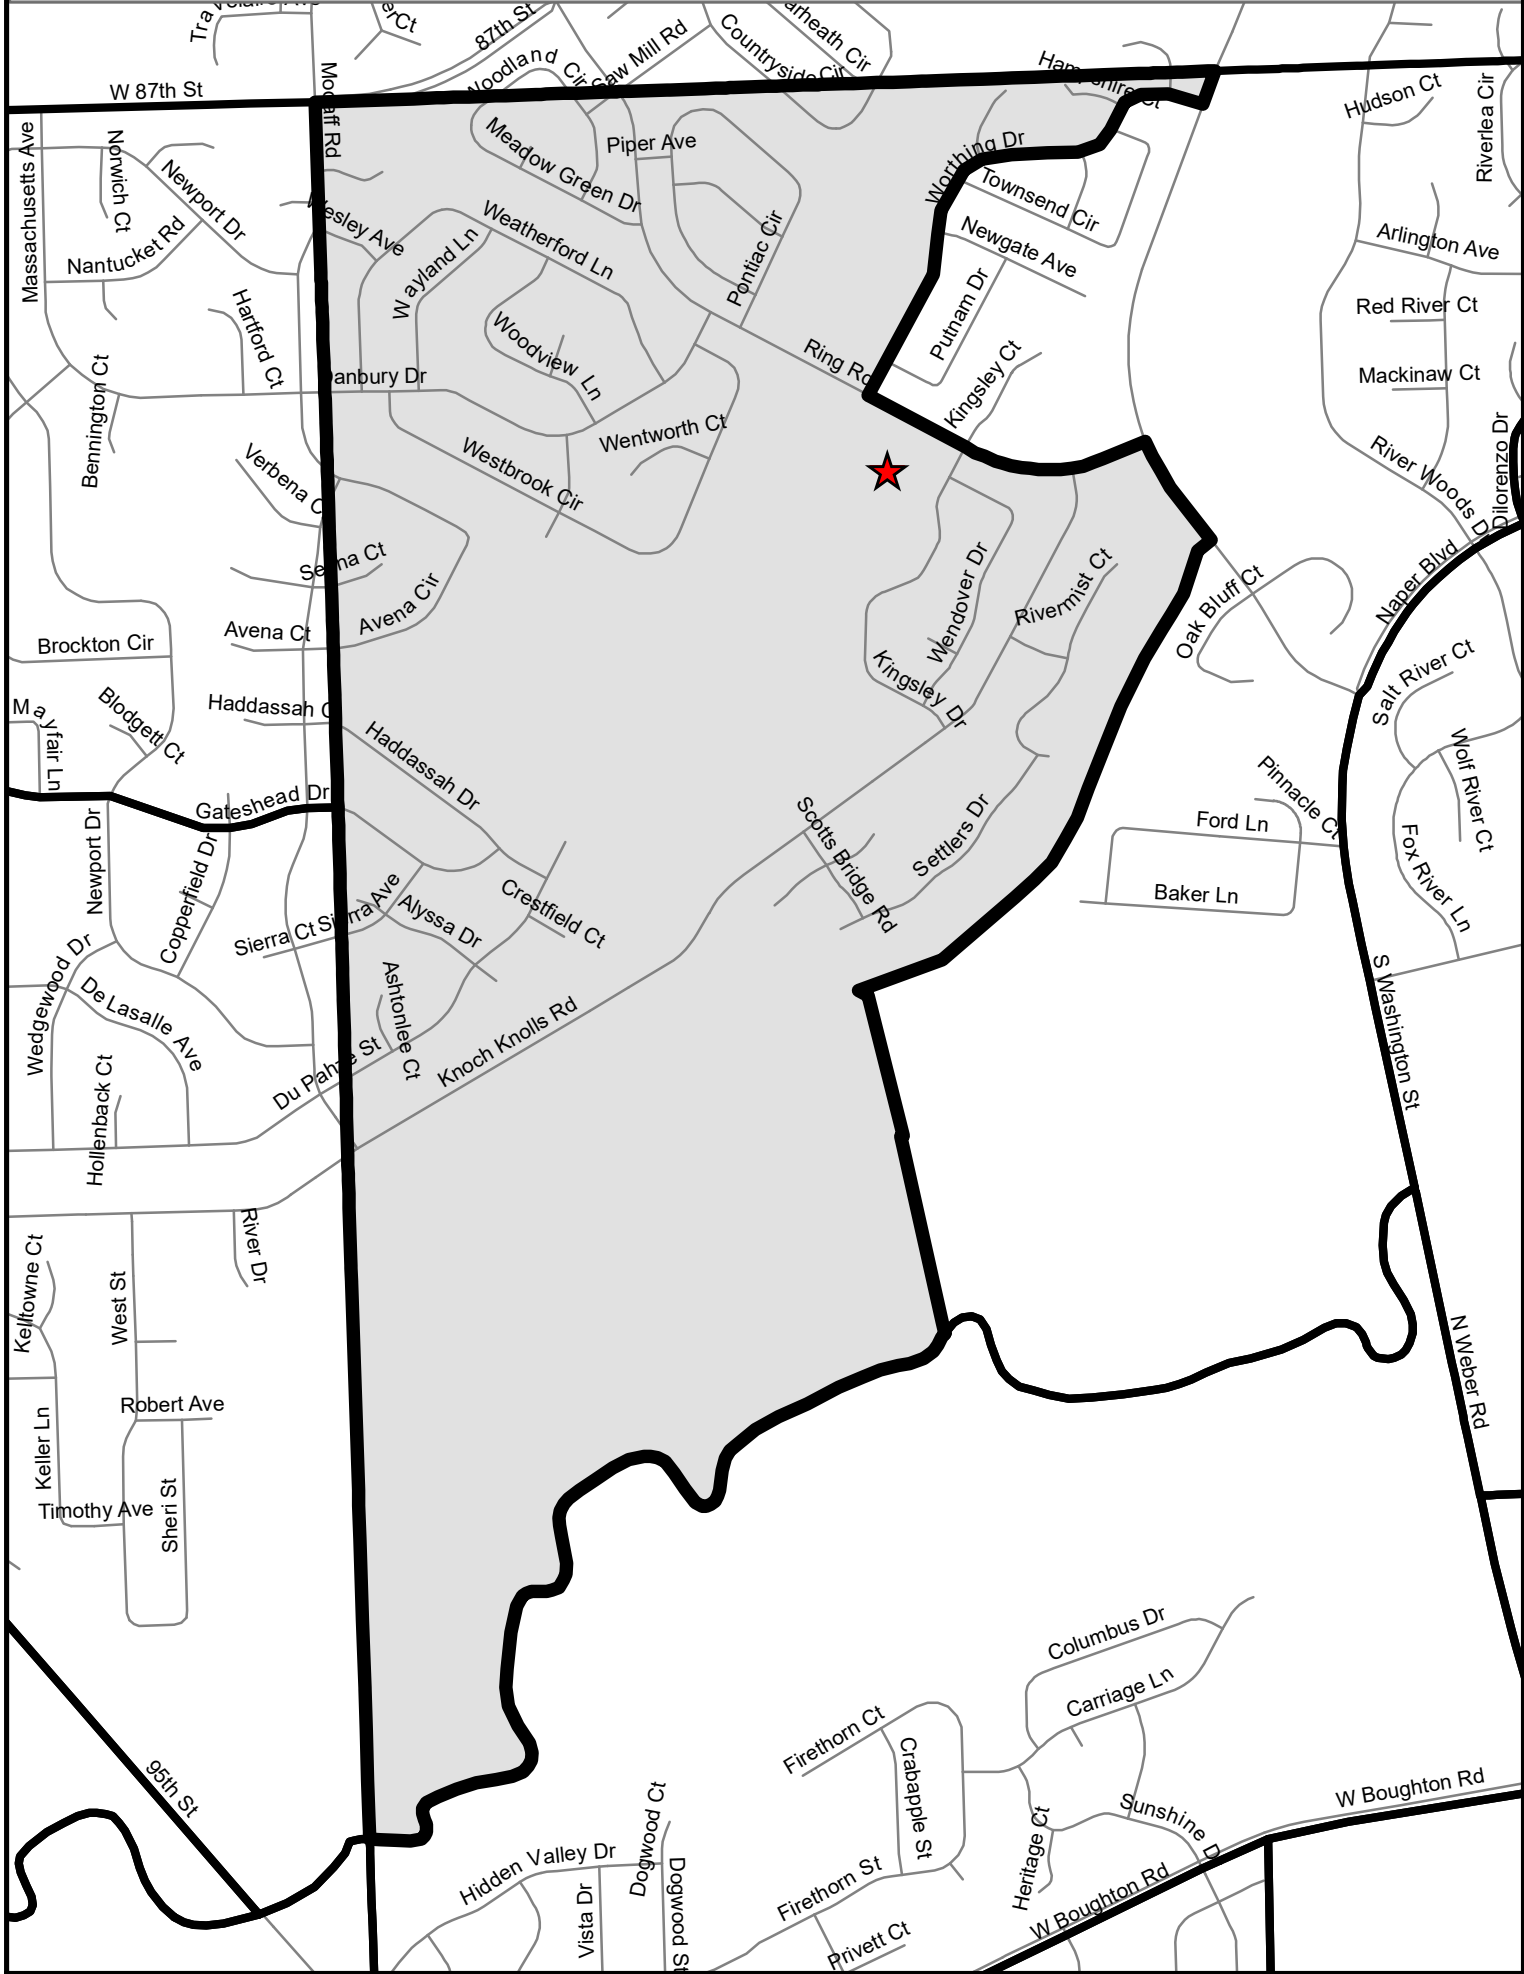 87th St
Saw Mill Rd
Countryside Cir
W 87th St
Modaff Rd
Woodland Cir
Hampshire Ct
Hudson Ct
Riverlea Cir
Massachusetts Ave
Norwich Ct
Newport Dr
Nantucket Rd
Meadow Green Dr
Piper Ave
Worthing Dr
Townsend Cir
Newgate Ave
Arlington Ave
Wesley Ave
Wayland Ln
Weatherford Ln
Pontiac Cir
Putnam Dr
Red River Ct
Hartford Ct
Woodview Ln
Ring Rd
Kingsley Ct
Mackinaw Ct
Danbury Dr
Bennington Ct
Wentworth Ct
Westbrook Cir
Verbena Ct
River Woods Dr
Dilorenzo Dr
Naper Blvd
Senna Ct
Avena Cir
Avena Ct
Wendover Dr
Rivermist Ct
Oak Bluff Ct
Brockton Cir
Kingsley Dr
Salt River Ct
Mayfair Ln
Blodgett Ct
Haddassah Ct
Haddassah Dr
Wolf River Ct
Pinnacle Ct
Gateshead Dr
Newport Dr
Copperfield Dr
Scotts Bridge Rd
Settlers Dr
Ford Ln
Baker Ln
Fox River Ln
Sierra Ct
Sierra Ave
Alyssa Dr
Crestfield Ct
Wedgewood Dr
De Lasalle Ave
Ashtonlee Ct
Knoch Knolls Rd
S Washington St
Du Pahze St
Hollenback Ct
Kelltowne Ct
West St
River Dr
N Weber Rd
Robert Ave
Keller Ln
Timothy Ave
Sheri St
Columbus Dr
Carriage Ln
Firethorn Ct
Crabapple St
95th St
Dogwood Ct
Heritage Ct
Sunshine D
W Boughton Rd
Hidden Valley Dr
Vista Dr
Dogwood St
Firethorn St
Privett Ct
W Boughton Rd